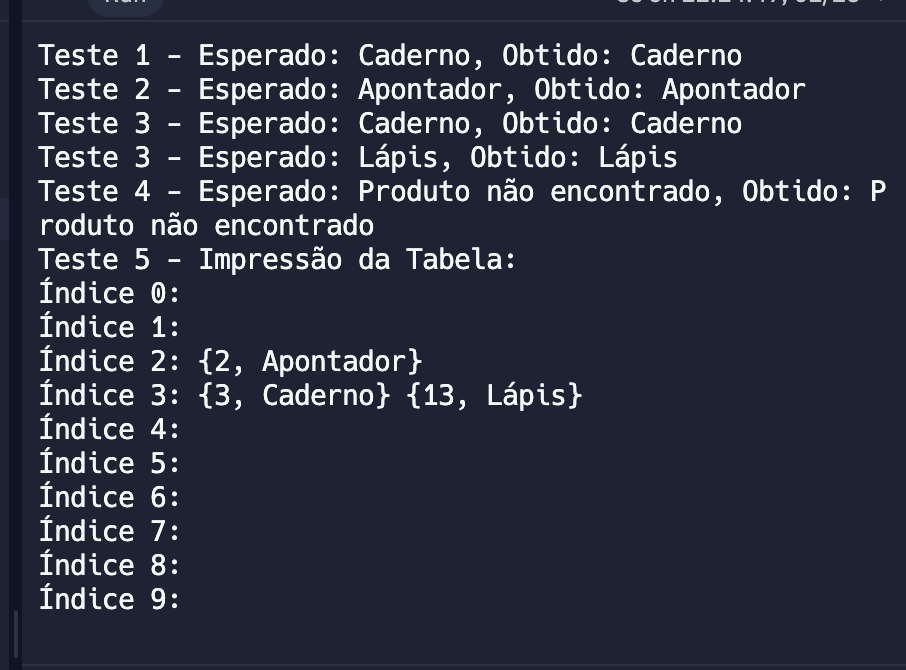 Teste 1 - Esperado: Caderno, Obtido: Caderno
Teste 2 - Esperado: Apontador, Obtido: Apontador
Teste 3 - Esperado: Caderno, Obtido: Caderno
Teste 3 - Esperado: Lápis, Obtido: Lápis
Teste 4 - Esperado: Produto não encontrado, Obtido: P
roduto não encontrado
Teste 5 - Impressão da Tabela:
Índice 0:
Índice 1:
Índice 2: {2, Apontador}
Índice 3: {3, Caderno} {13, Lápis}
Índice 4:
Índice 5:
Índice 6:
Índice 7:
Índice 8:
Índice 9: